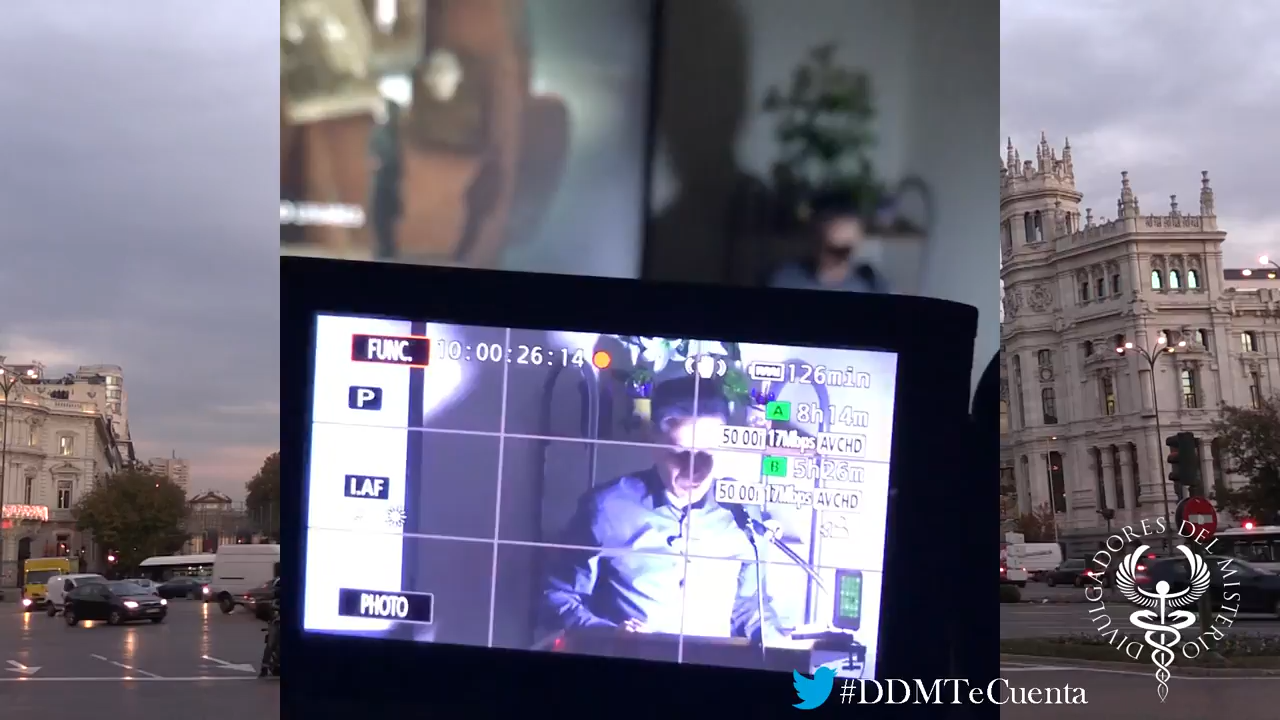 FUNC.
10:00:26:14
126min
P
A 8h14m
50.00i 17Mbps AVCHD
B 5h26m
50.00i 17Mbps AVCHD
I.AF
PHOTO
DIVULGADORES DEL MISTERIO
#DDMTeCuenta